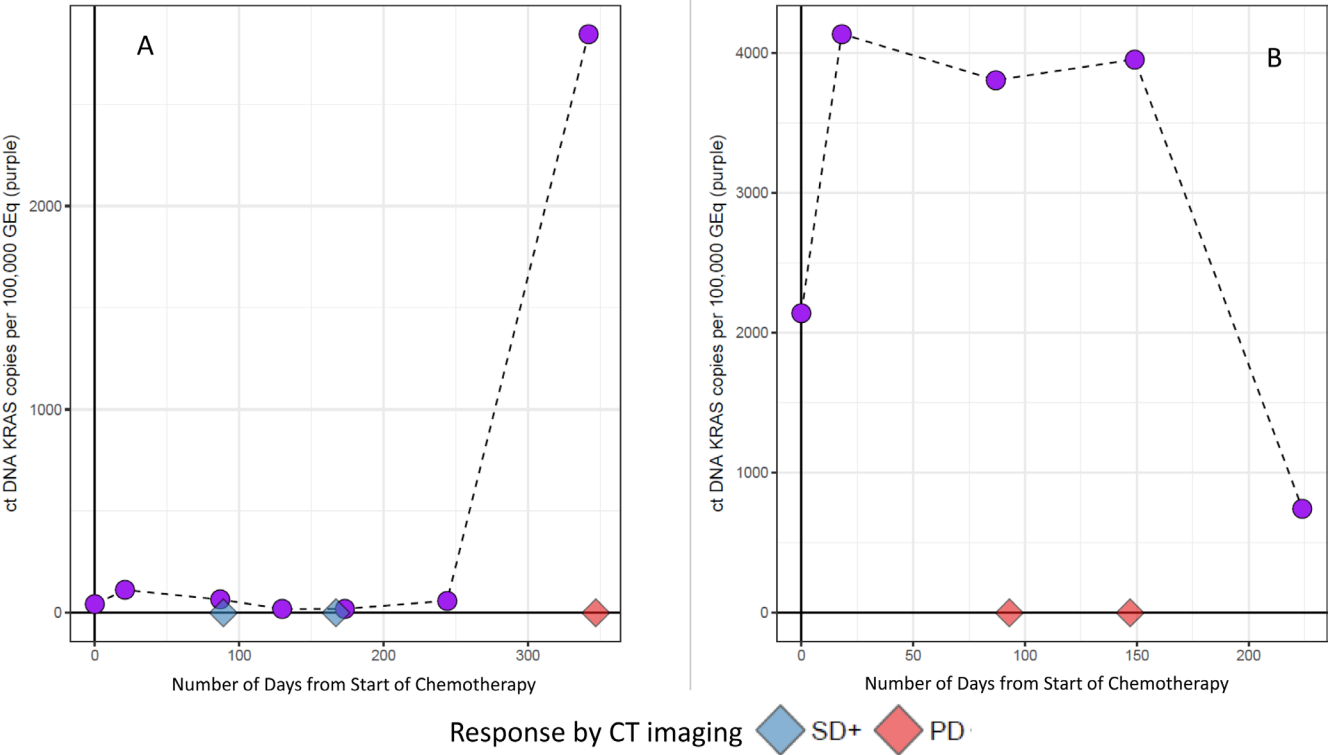 A
B
ct DNA KRAS copies per 100,000 GEq (purple)
2000
1000
0
0 100 200 300
Number of Days from Start of Chemotherapy
ct DNA KRAS copies per 100,000 GEq (purple)
4000
3000
2000
1000
0
0 50 100 150 200
Number of Days from Start of Chemotherapy
Response by CT imaging SD+ PD